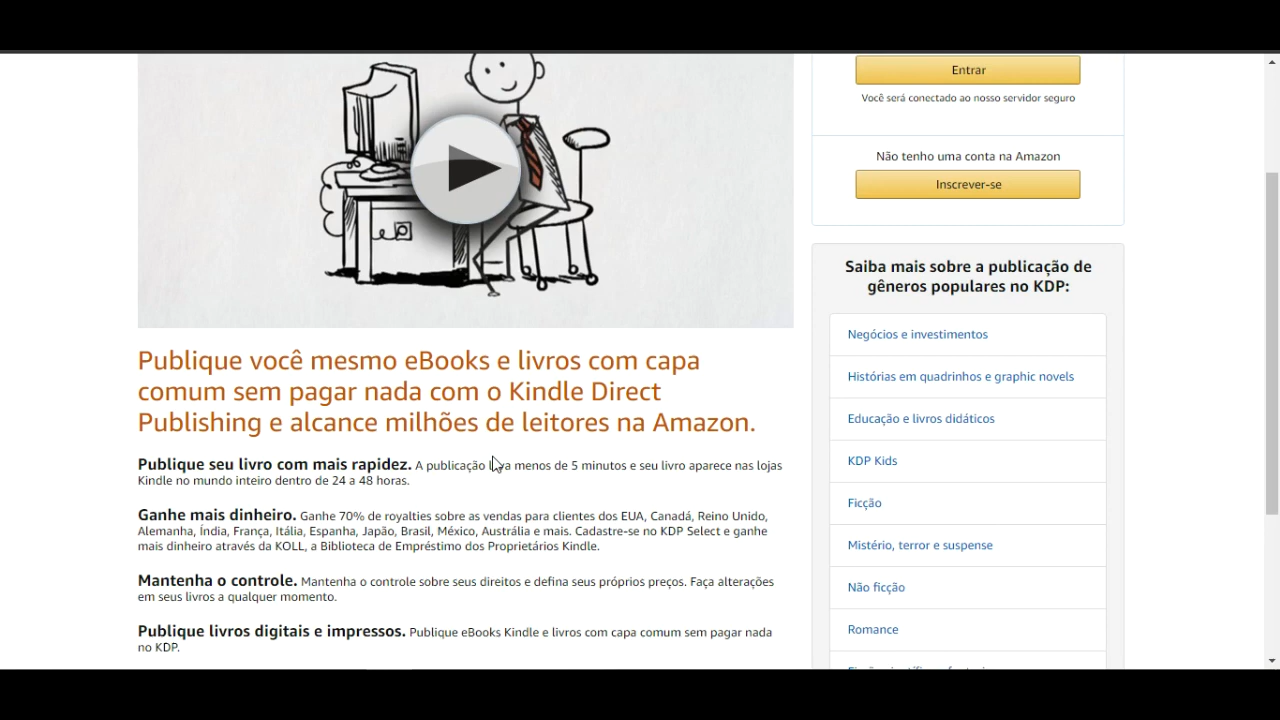 Entrar
Você será conectado ao nosso servidor seguro
Não tenho uma conta na Amazon
Inscrever-se
Publique você mesmo eBooks e livros com capa
comum sem pagar nada com o Kindle Direct
Publishing e alcance milhões de leitores na Amazon.
Publique seu livro com mais rapidez. A publicação leva menos de 5 minutos e seu livro aparece nas lojas
Kindle no mundo inteiro dentro de 24 a 48 horas.
Ganhe mais dinheiro. Ganhe 70% de royalties sobre as vendas para clientes dos EUA, Canadá, Reino Unido,
Alemanha, Índia, França, Itália, Espanha, Japão, Brasil, México, Austrália e mais. Cadastre-se no KDP Select e ganhe
mais dinheiro através da KOLL, a Biblioteca de Empréstimo dos Proprietários Kindle.
Mantenha o controle. Mantenha o controle sobre seus direitos e defina seus próprios preços. Faça alterações
em seus livros a qualquer momento.
Publique livros digitais e impressos. Publique eBooks Kindle e livros com capa comum sem pagar nada
no KDP.
Saiba mais sobre a publicação de
gêneros populares no KDP:
Negócios e investimentos
Histórias em quadrinhos e graphic novels
Educação e livros didáticos
KDP Kids
Ficção
Mistério, terror e suspense
Não ficção
Romance